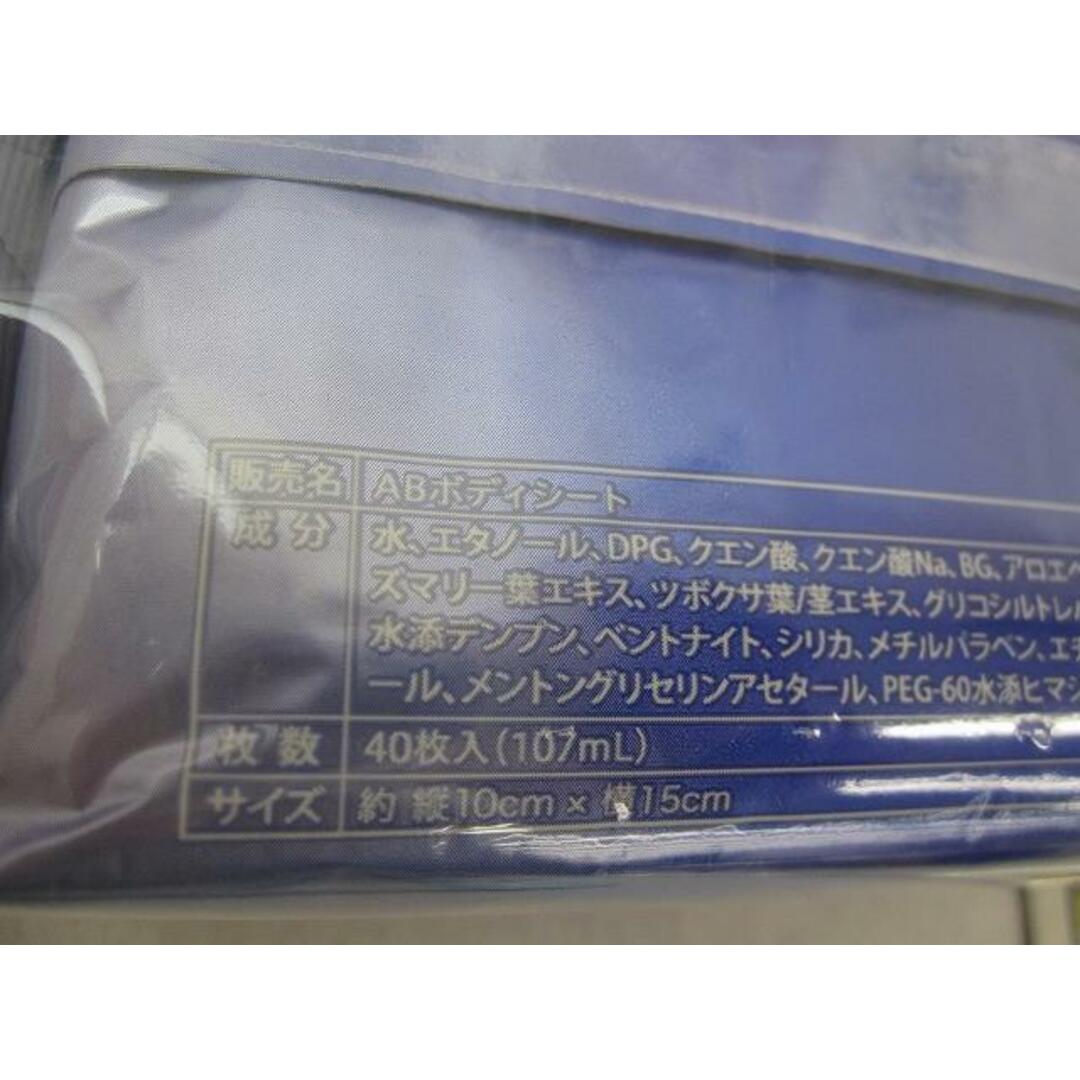 販売名 ABボディシート
成分 水、エタノール、DPG、クエン酸、クエン酸Na、BG、アロエベ
ズマリー葉エキス、ツボクサ葉/茎エキス、グリコシルトレハ
水添デンプン、ベントナイト、シリカ、メチルパラベン、エチ
ール、メントングリセリンアセタール、PEG-60水添ヒマシ
枚数 40枚入(107mL)
サイズ 約 縦10cm × 横15cm